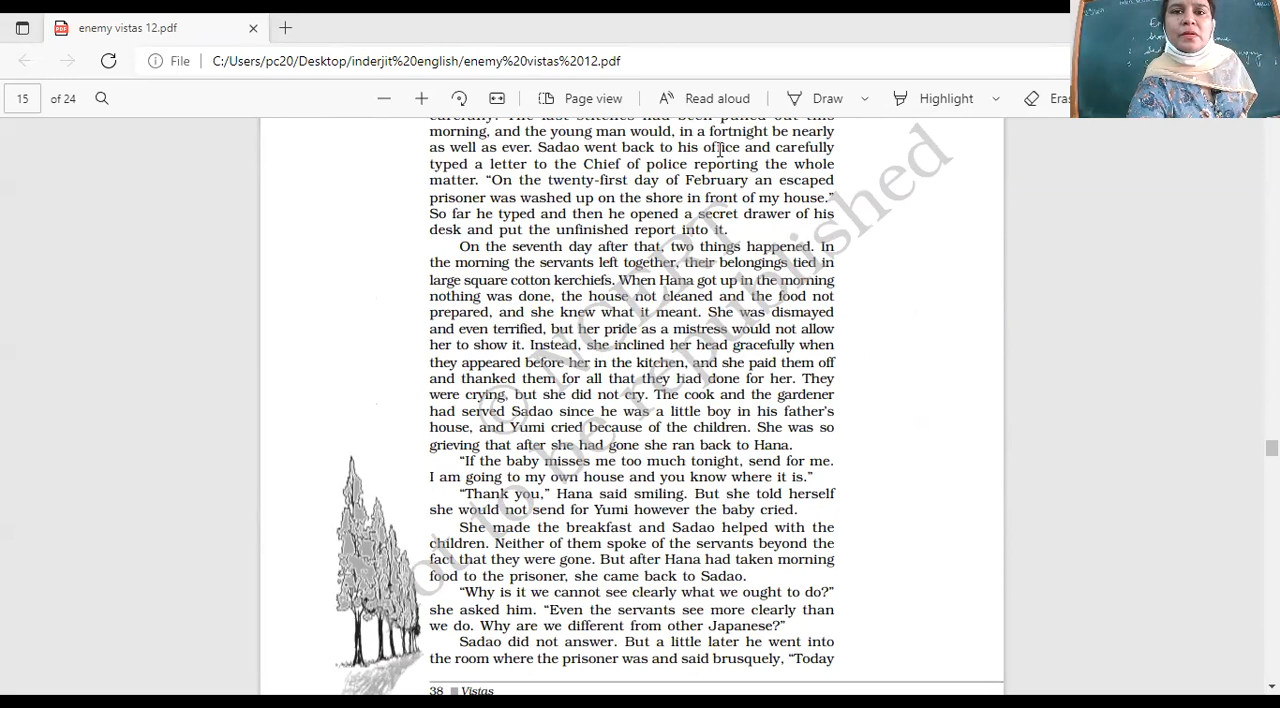 enemy vistas 12.pdf
File
C:/Users/pc20/Desktop/inderjit%20english/enemy%20vistas%2012.pdf
15 of 24
Page view
Read aloud
Draw
Highlight
Eras
carefully? The last stitches had been pulled out this
morning, and the young man would, in a fortnight be nearly
as well as ever. Sadao went back to his office and carefully
typed a letter to the Chief of police reporting the whole
matter. “On the twenty-first day of February an escaped
prisoner was washed up on the shore in front of my house.”
So far he typed and then he opened a secret drawer of his
desk and put the unfinished report into it.
On the seventh day after that, two things happened. In
the morning the servants left together, their belongings tied in
large square cotton kerchiefs. When Hana got up in the morning
nothing was done, the house not cleaned and the food not
prepared, and she knew what it meant. She was dismayed
and even terrified, but her pride as a mistress would not allow
her to show it. Instead, she inclined her head gracefully when
they appeared before her in the kitchen, and she paid them off
and thanked them for all that they had done for her. They
were crying, but she did not cry. The cook and the gardener
had served Sadao since he was a little boy in his father’s
house, and Yumi cried because of the children. She was so
grieving that after she had gone she ran back to Hana.
“If the baby misses me too much tonight, send for me.
I am going to my own house and you know where it is.”
“Thank you,” Hana said smiling. But she told herself
she would not send for Yumi however the baby cried.
She made the breakfast and Sadao helped with the
children. Neither of them spoke of the servants beyond the
fact that they were gone. But after Hana had taken morning
food to the prisoner, she came back to Sadao.
“Why is it we cannot see clearly what we ought to do?”
she asked him. “Even the servants see more clearly than
we do. Why are we different from other Japanese?”
Sadao did not answer. But a little later he went into
the room where the prisoner was and said brusquely, “Today
38 Vistas
© NCERT
not to be republished